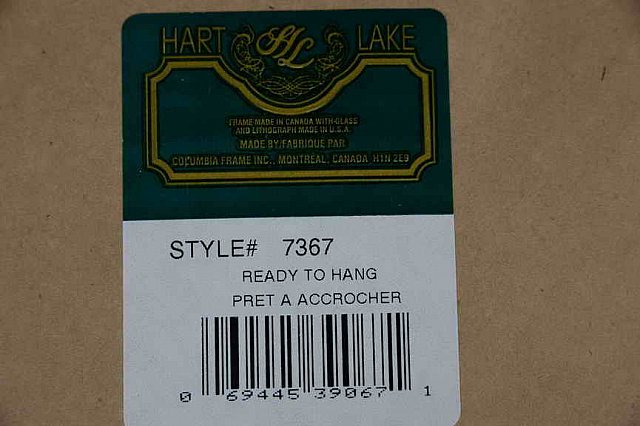 HART HL LAKE
FRAME MADE IN CANADA WITH GLASS
AND LITHOGRAPH MADE IN U.S.A.
MADE BY/FABRIQUE PAR
COLUMBIA FRAME INC., MONTREAL, CANADA H1N 2E9
STYLE# 7367
READY TO HANG
PRET A ACCROCHER
0 69445 39067 1